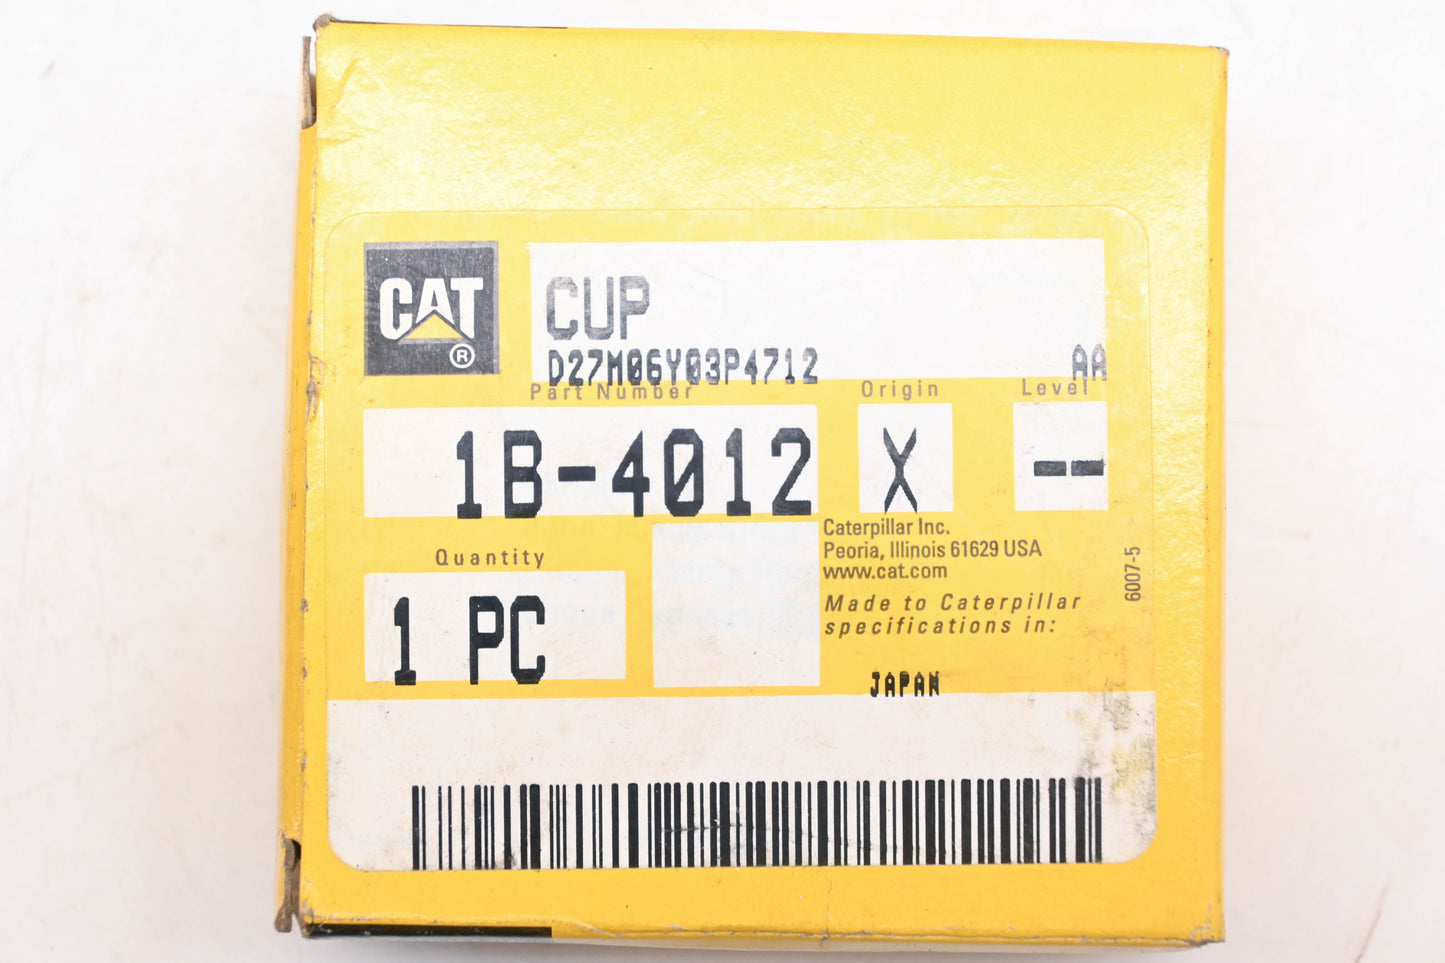 CAT ®
CUP
D27M06Y03P4712 AA
Part Number Origin Level
1B-4012 X --
Quantity
1 PC
Caterpillar Inc.
Peoria, Illinois 61629 USA
www.cat.com
Made to Caterpillar
specifications in:
JAPAN
6007-5